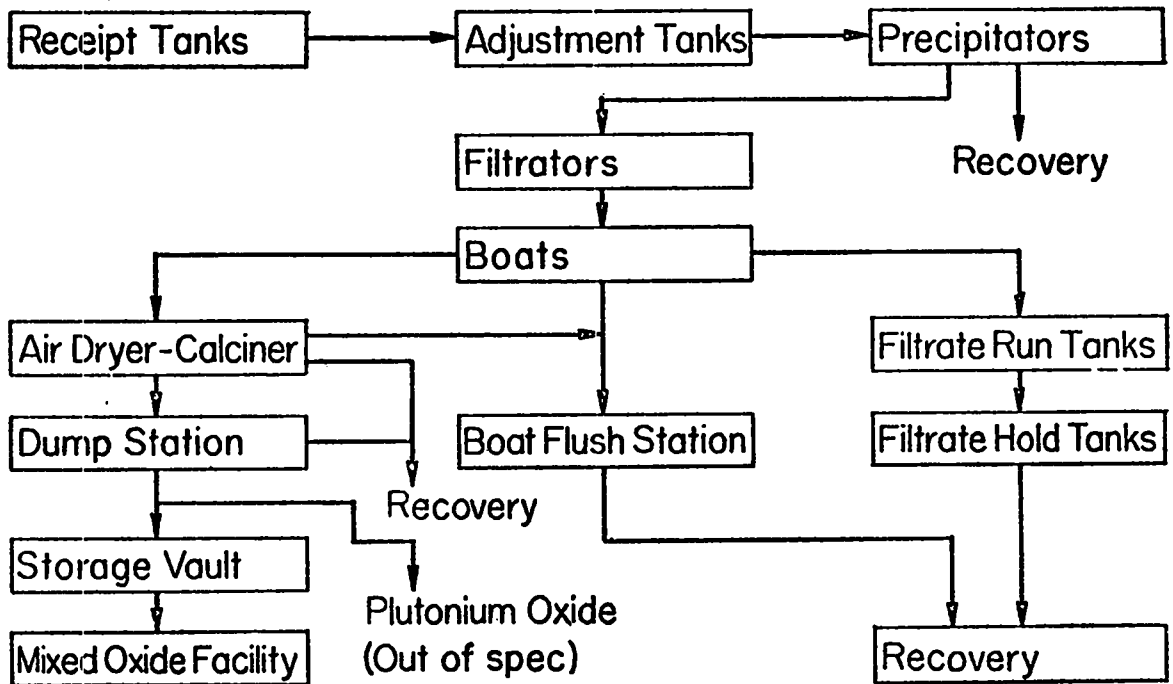 Receipt Tanks
Adjustment Tanks
Precipitators
Filtrators
Recovery
Boats
Air Dryer-Calciner
Filtrate Run Tanks
Dump Station
Boat Flush Station
Filtrate Hold Tanks
Recovery
Storage Vault
Plutonium Oxide
(Out of spec)
Mixed Oxide Facility
Recovery